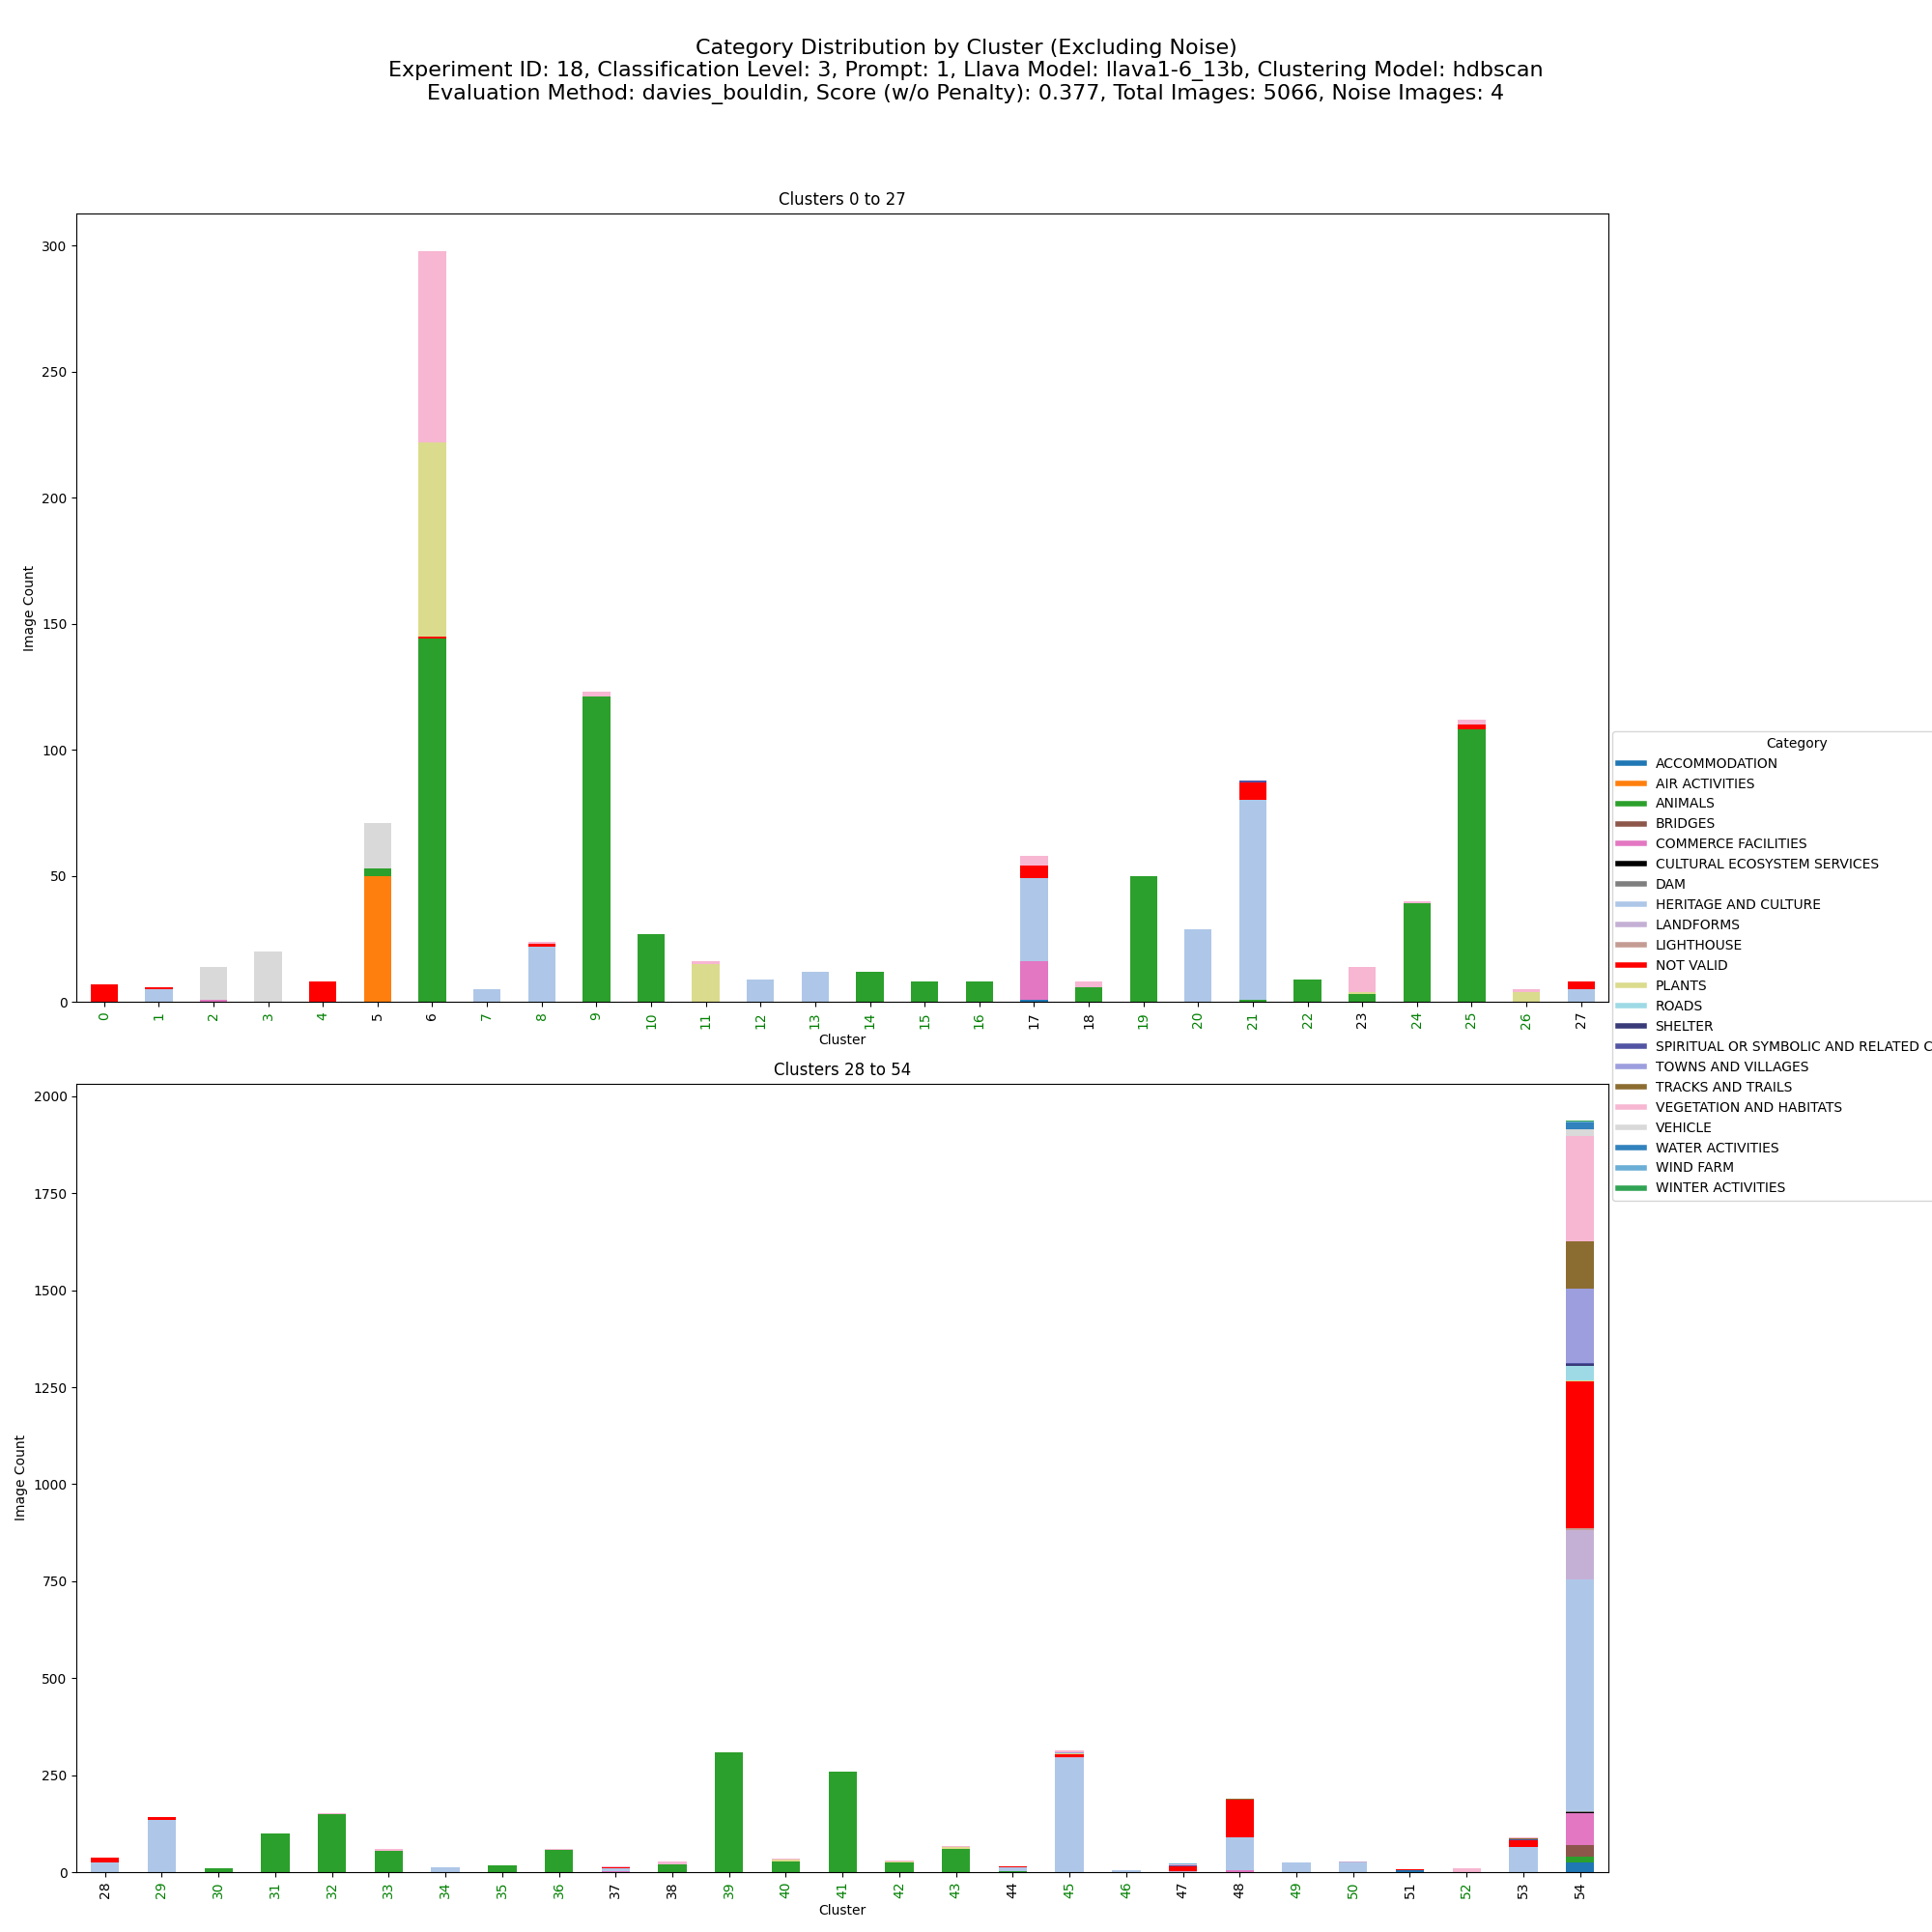 Category Distribution by Cluster (Excluding Noise)
Experiment ID: 18, Classification Level: 3, Prompt: 1, Llava Model: llava1-6_13b, Clustering Model: hdbscan
Evaluation Method: davies_bouldin, Score (w/o Penalty): 0.377, Total Images: 5066, Noise Images: 4
Clusters 0 to 27
300
250
200
150
100
50
0
Image Count
0 1 2 3 4 5 6 7 8 9 10 11 12 13 14 15 16 17 18 19 20 21 22 23 24 25 26 27
Cluster
Category
ACCOMMODATION
AIR ACTIVITIES
ANIMALS
BRIDGES
COMMERCE FACILITIES
CULTURAL ECOSYSTEM SERVICES
DAM
HERITAGE AND CULTURE
LANDFORMS
LIGHTHOUSE
NOT VALID
PLANTS
ROADS
SHELTER
SPIRITUAL OR SYMBOLIC AND RELATED C
TOWNS AND VILLAGES
TRACKS AND TRAILS
VEGETATION AND HABITATS
VEHICLE
WATER ACTIVITIES
WIND FARM
WINTER ACTIVITIES
Clusters 28 to 54
2000
1750
1500
1250
1000
750
500
250
0
Image Count
28 29 30 31 32 33 34 35 36 37 38 39 40 41 42 43 44 45 46 47 48 49 50 51 52 53 54
Cluster